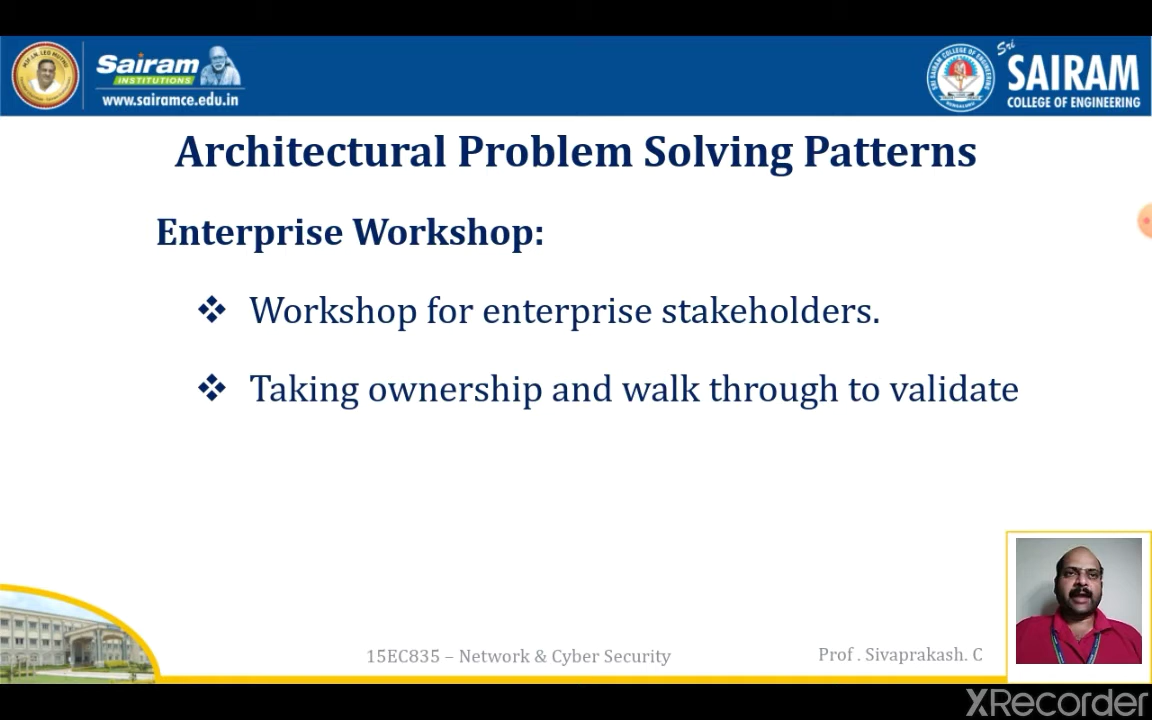 Sairam
INSTITUTIONS
www.sairamce.edu.in
Sri
SAIRAM
COLLEGE OF ENGINEERING
Architectural Problem Solving Patterns
Enterprise Workshop:
❖ Workshop for enterprise stakeholders.
❖ Taking ownership and walk through to validate
15EC835 – Network & Cyber Security
Prof . Sivaprakash. C
XRecorder